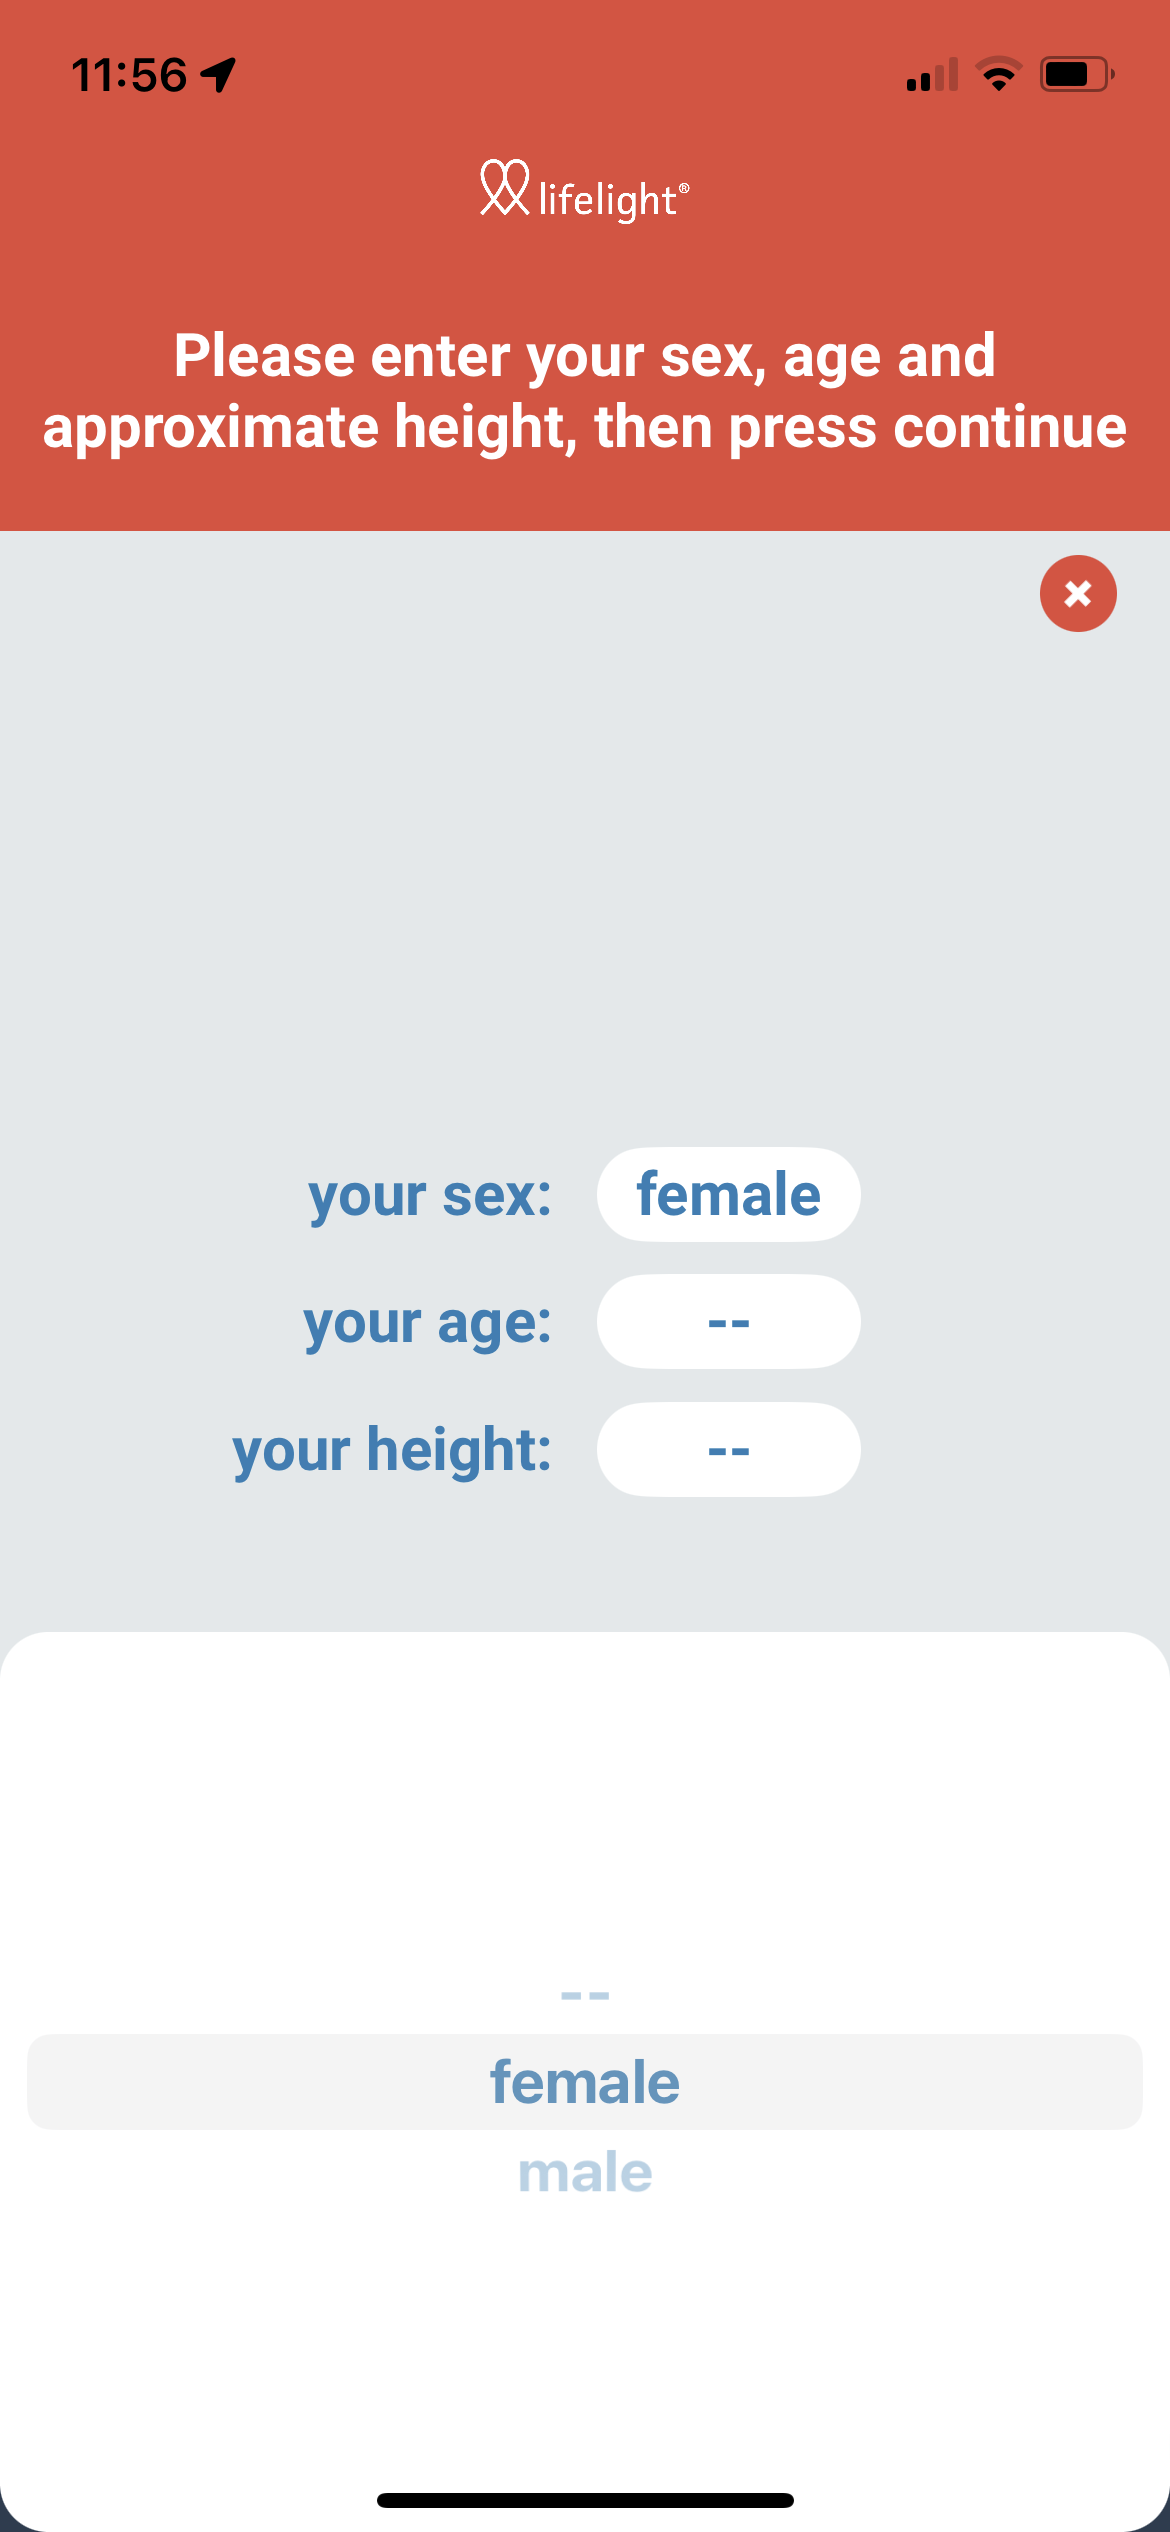 11:56
lifelight®
Please enter your sex, age and
approximate height, then press continue
your sex: female
your age: --
your height: --
--
female
male